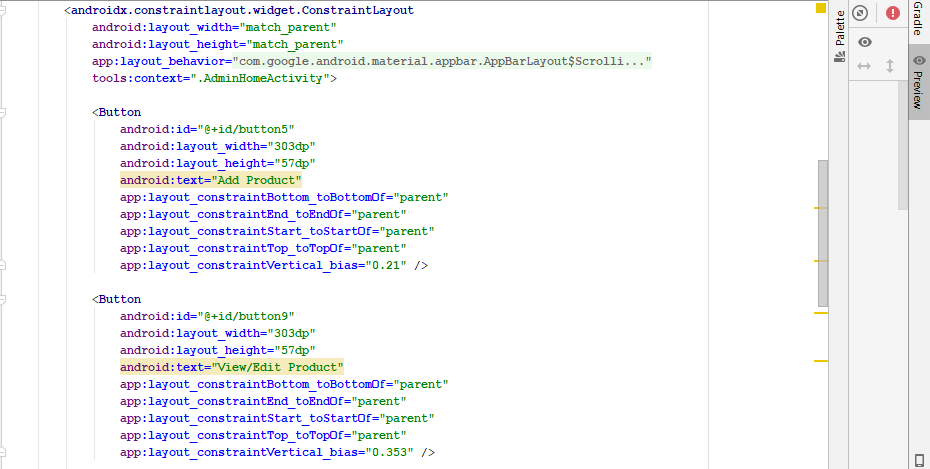 <androidx.constraintlayout.widget.ConstraintLayout
android:layout_width="match_parent"
android:layout_height="match_parent"
app:layout_behavior="com.google.android.material.appbar.AppBarLayout$Scrolli..."
tools:context=".AdminHomeActivity">
<Button
android:id="@+id/button5"
android:layout_width="303dp"
android:layout_height="57dp"
android:text="Add Product"
app:layout_constraintBottom_toBottomOf="parent"
app:layout_constraintEnd_toEndOf="parent"
app:layout_constraintStart_toStartOf="parent"
app:layout_constraintTop_toTopOf="parent"
app:layout_constraintVertical_bias="0.21" />
<Button
android:id="@+id/button9"
android:layout_width="303dp"
android:layout_height="57dp"
android:text="View/Edit Product"
app:layout_constraintBottom_toBottomOf="parent"
app:layout_constraintEnd_toEndOf="parent"
app:layout_constraintStart_toStartOf="parent"
app:layout_constraintTop_toTopOf="parent"
app:layout_constraintVertical_bias="0.353" />
Palette
Gradle
Preview